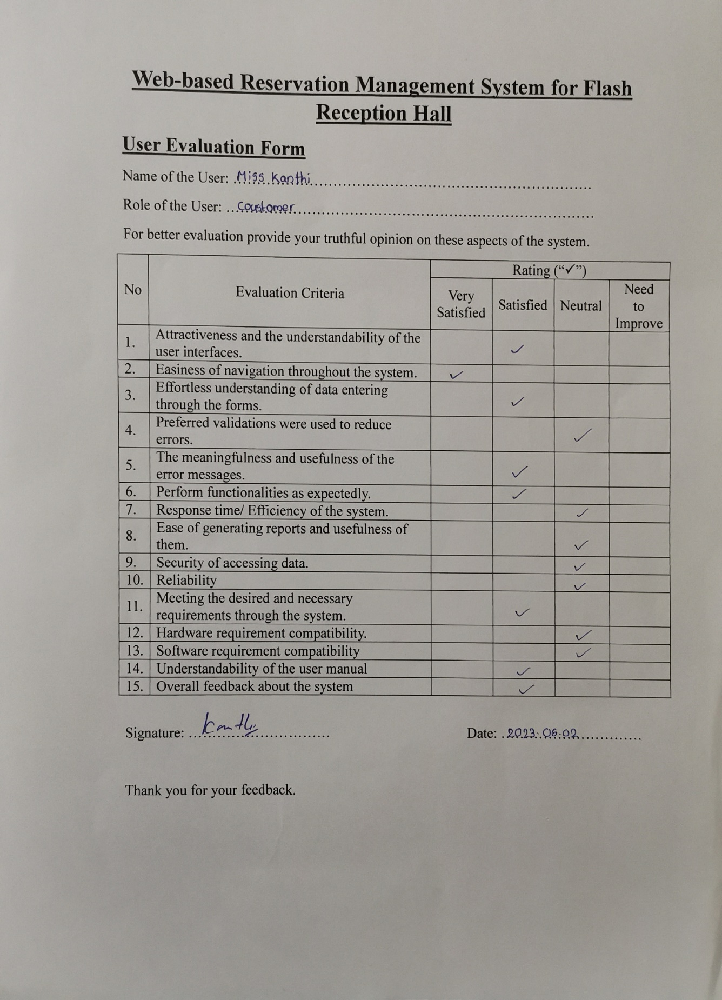 Web-based Reservation Management System for Flash
Reception Hall
User Evaluation Form
Name of the User: Miss Kanthi
Role of the User: Coustomer
For better evaluation provide your truthful opinion on these aspects of the system.
No Evaluation Criteria Rating (“✓”)
Very Satisfied Satisfied Neutral Need to Improve
1. Attractiveness and the understandability of the
user interfaces. ✓
2. Easiness of navigation throughout the system. ✓
3. Effortless understanding of data entering
through the forms. ✓
4. Preferred validations were used to reduce
errors. ✓
5. The meaningfulness and usefulness of the
error messages. ✓
6. Perform functionalities as expectedly. ✓
7. Response time/ Efficiency of the system. ✓
8. Ease of generating reports and usefulness of
them. ✓
9. Security of accessing data. ✓
10. Reliability ✓
11. Meeting the desired and necessary
requirements through the system. ✓
12. Hardware requirement compatibility. ✓
13. Software requirement compatibility ✓
14. Understandability of the user manual ✓
15. Overall feedback about the system ✓
Signature: Kanthi Date: 2023.06.02
Thank you for your feedback.